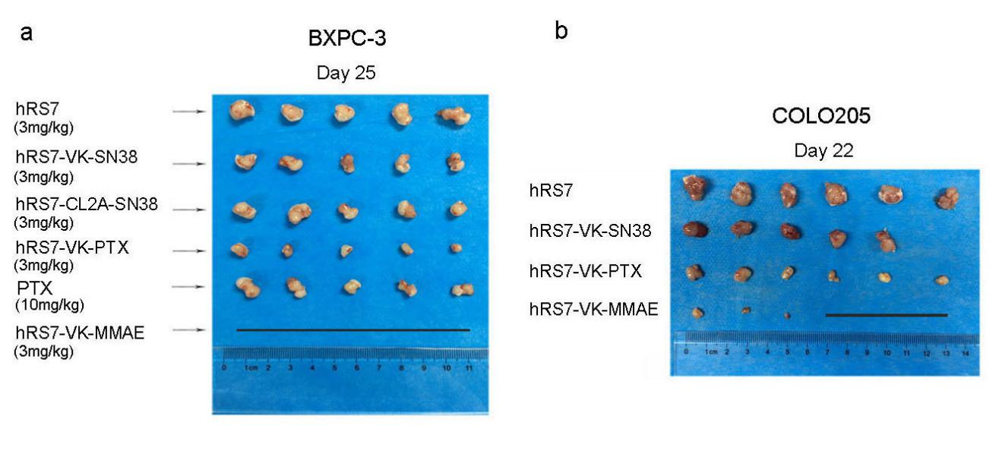 a
BXPC-3
Day 25
hRS7
(3mg/kg)
hRS7-VK-SN38
(3mg/kg)
hRS7-CL2A-SN38
(3mg/kg)
hRS7-VK-PTX
(3mg/kg)
PTX
(10mg/kg)
hRS7-VK-MMAE
(3mg/kg)
0 1cm 2 3 4 5 6 7 8 9 10 11
b
COLO205
Day 22
hRS7
hRS7-VK-SN38
hRS7-VK-PTX
hRS7-VK-MMAE
0 1cm 2 3 4 5 6 7 8 9 10 11 12 13 14